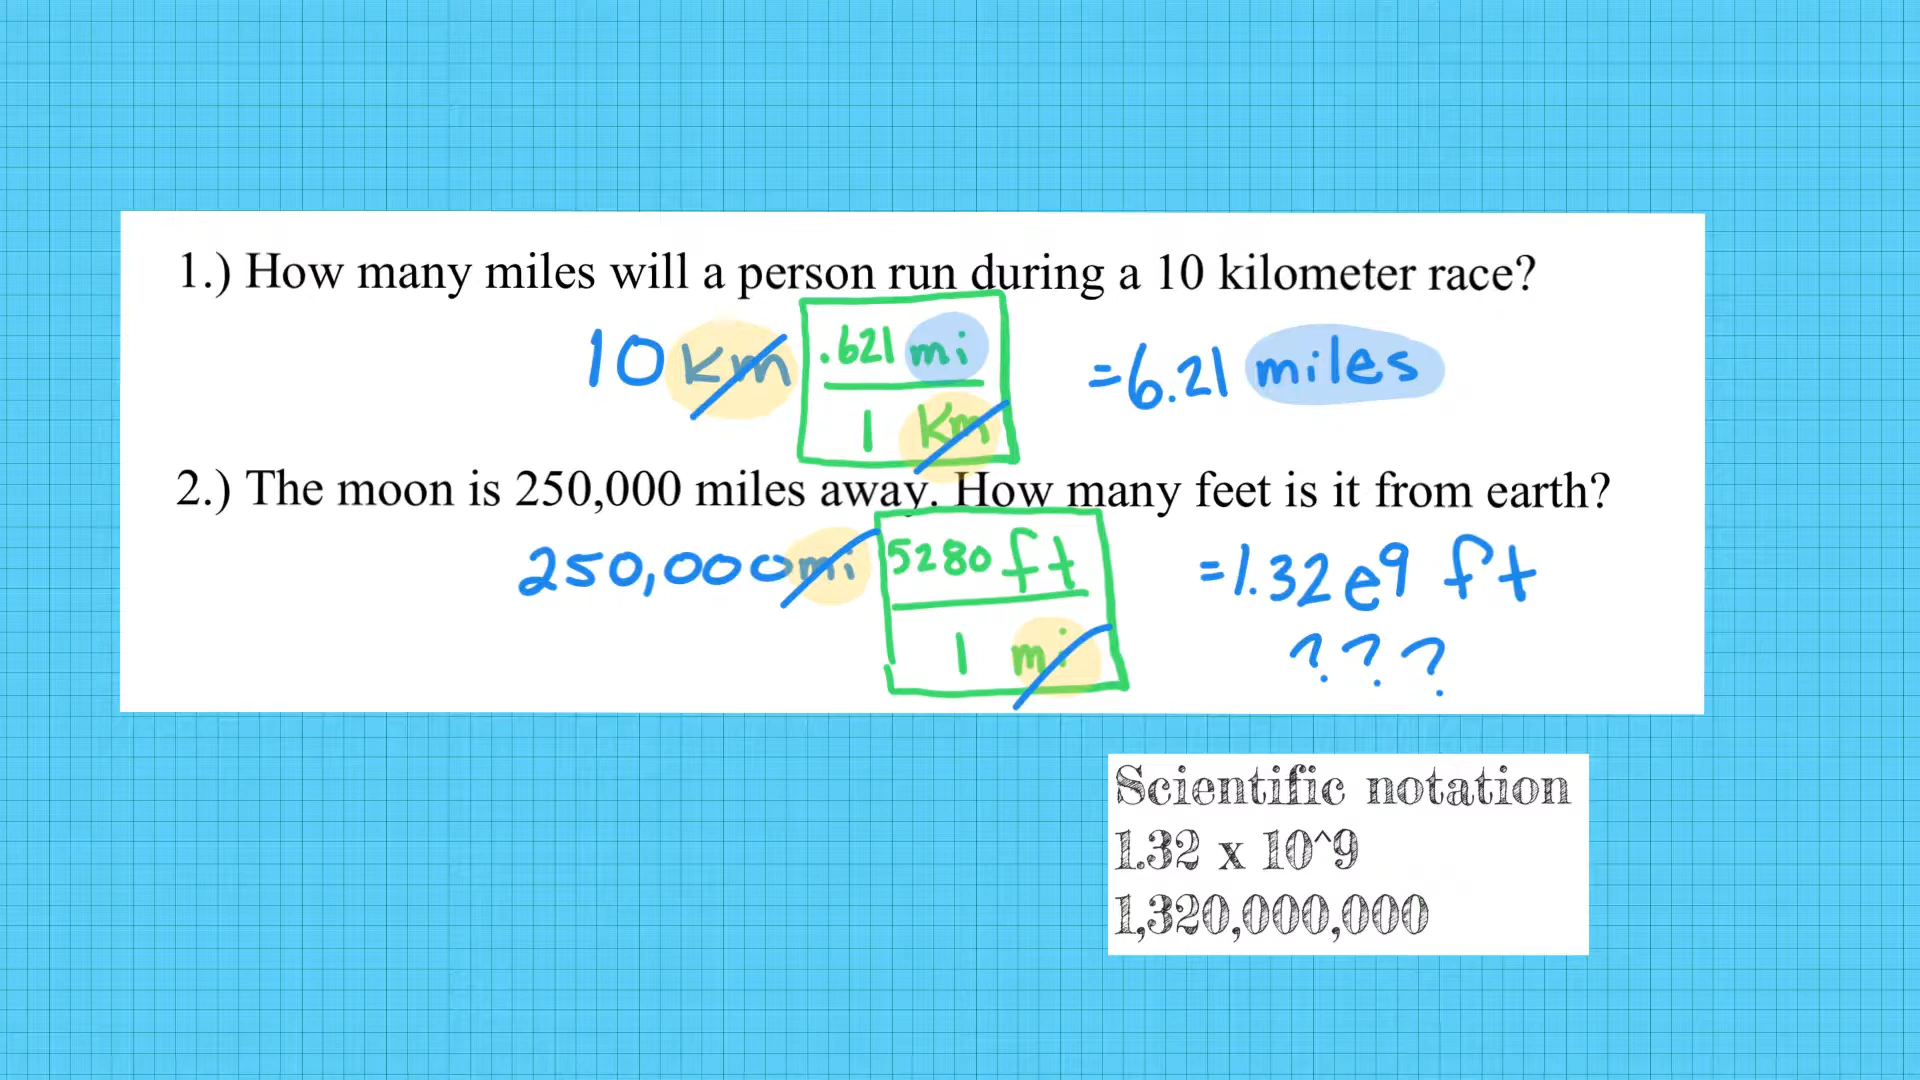 1.) How many miles will a person run during a 10 kilometer race?
10 km .621 mi =6.21 miles
1 Km
2.) The moon is 250,000 miles away. How many feet is it from earth?
250,000 mi 5280 ft =1.32 e9 ft
1 mi ???
Scientific notation
1.32 x 10^9
1,320,000,000